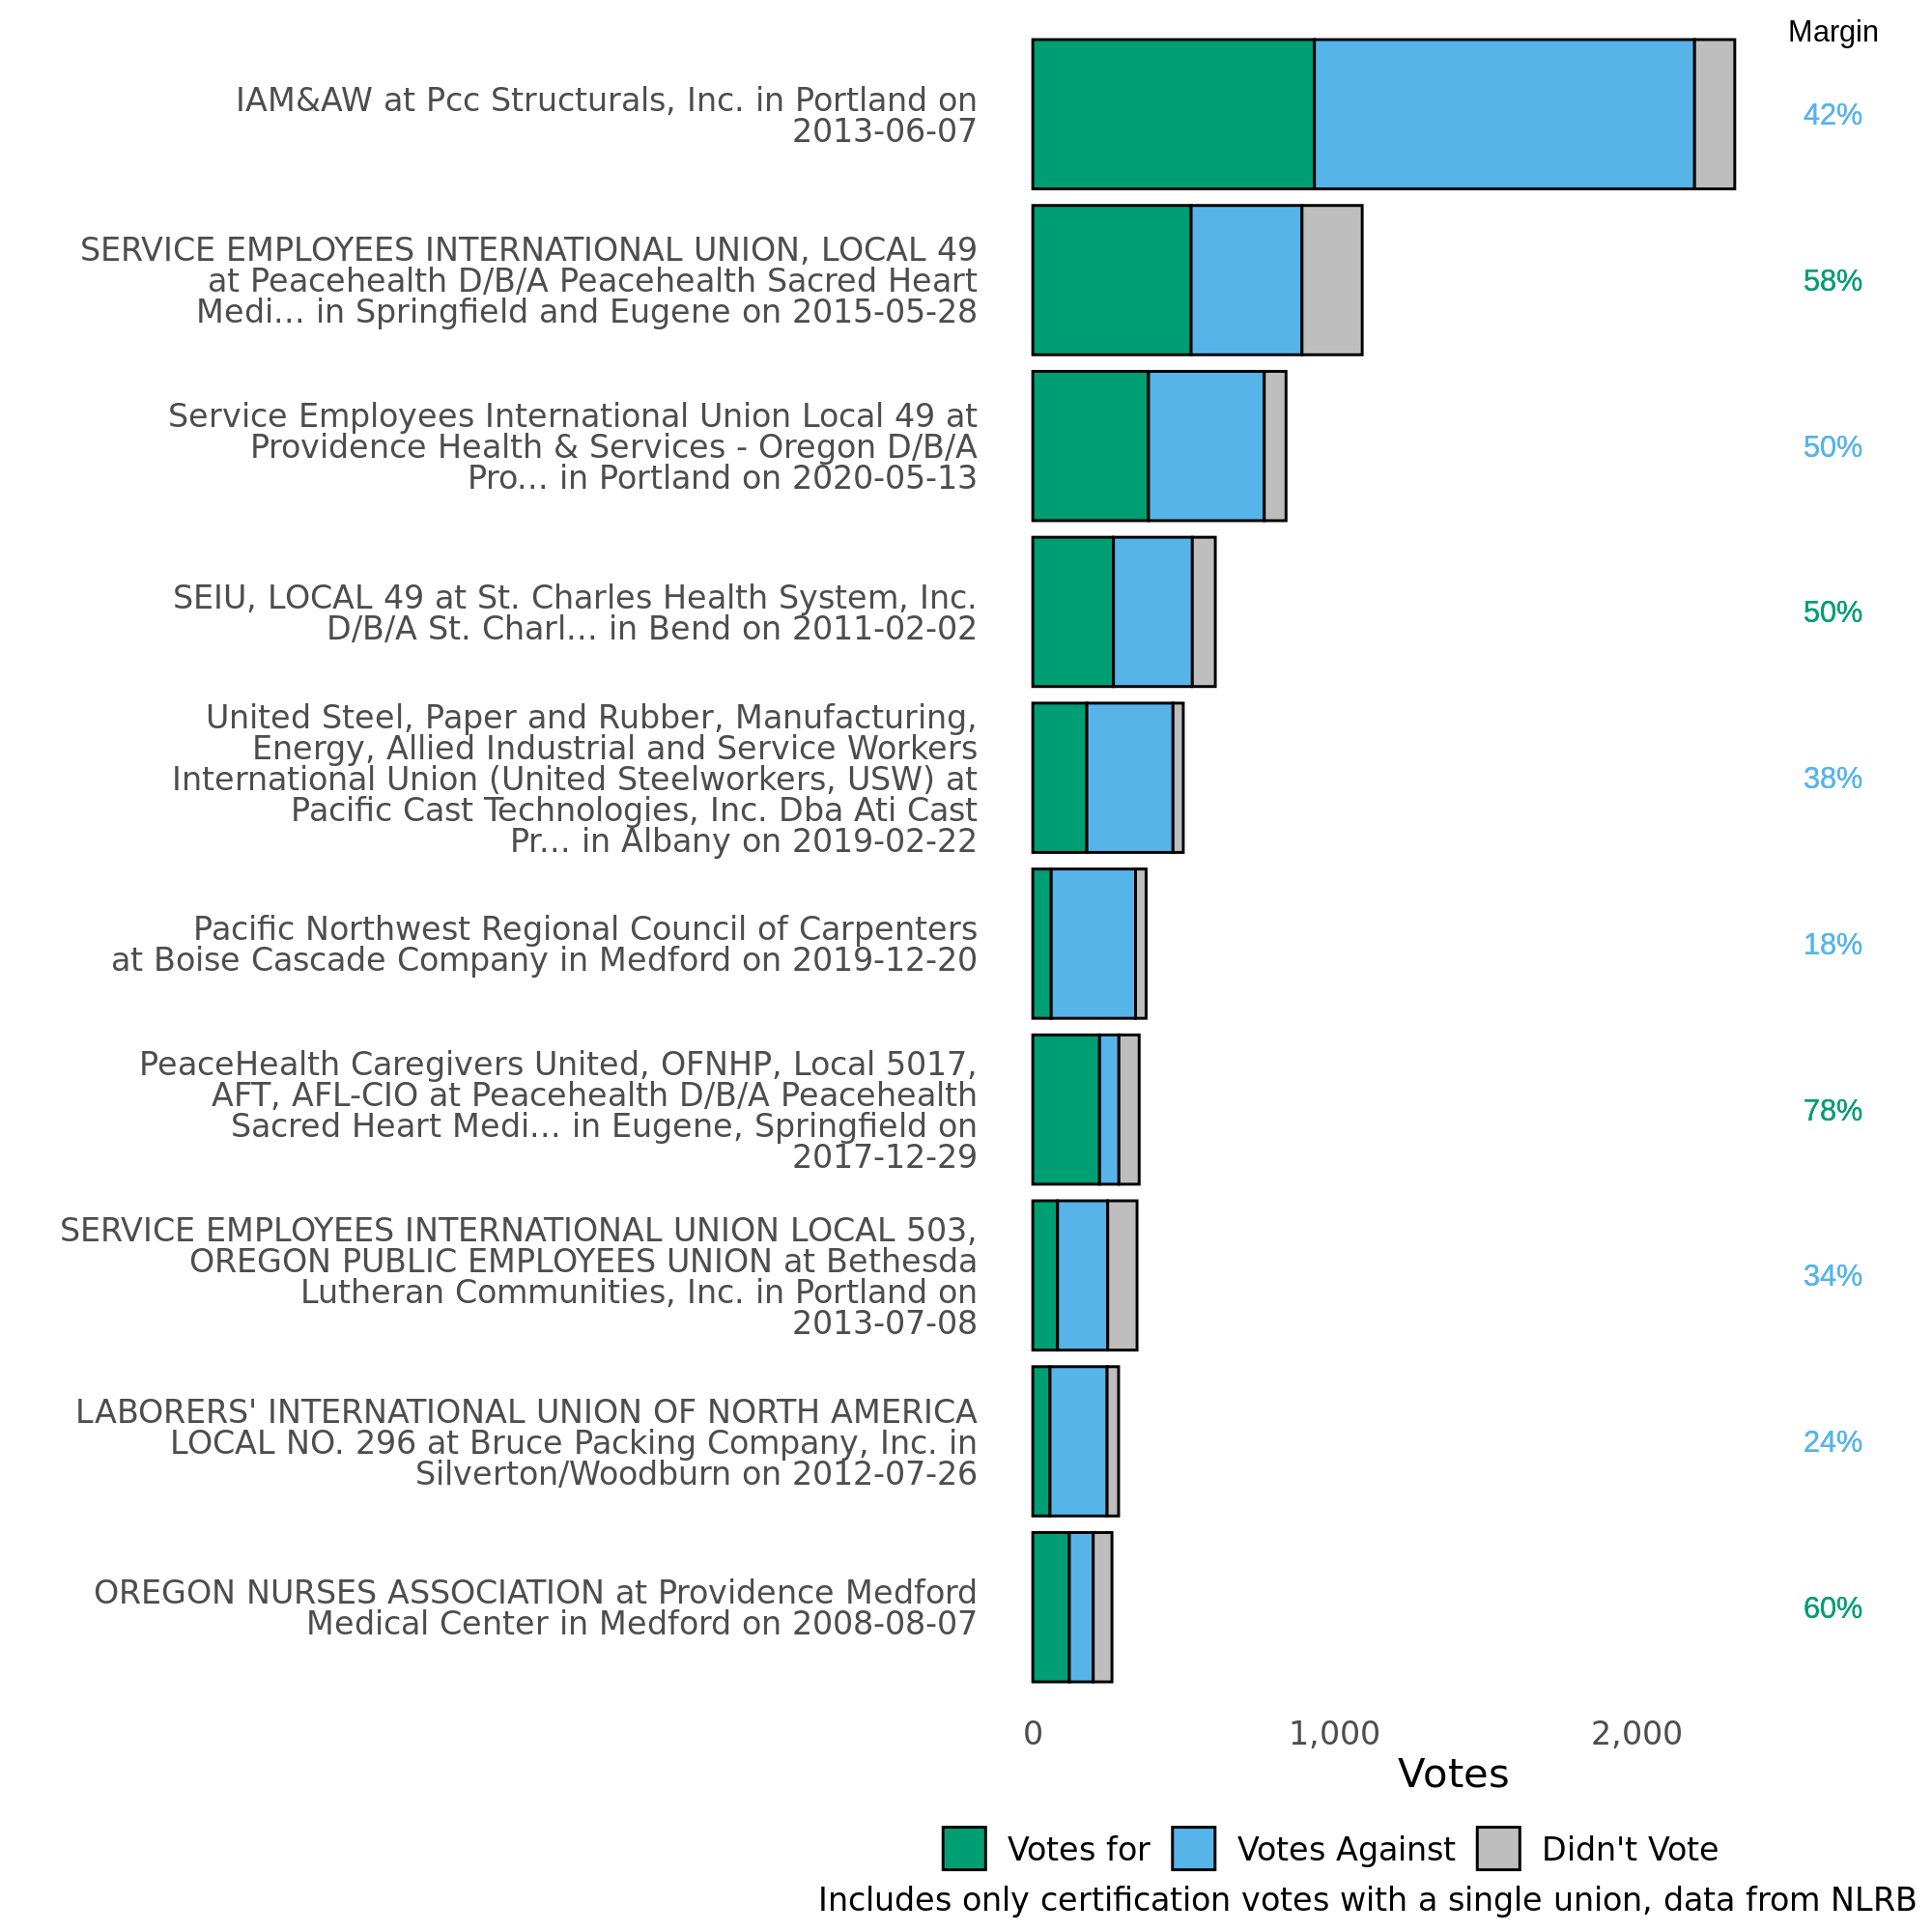 Margin
IAM&AW at Pcc Structurals, Inc. in Portland on
2013-06-07
42%
SERVICE EMPLOYEES INTERNATIONAL UNION, LOCAL 49
at Peacehealth D/B/A Peacehealth Sacred Heart
Medi... in Springfield and Eugene on 2015-05-28
58%
Service Employees International Union Local 49 at
Providence Health & Services - Oregon D/B/A
Pro... in Portland on 2020-05-13
50%
SEIU, LOCAL 49 at St. Charles Health System, Inc.
D/B/A St. Charl... in Bend on 2011-02-02
50%
United Steel, Paper and Rubber, Manufacturing,
Energy, Allied Industrial and Service Workers
International Union (United Steelworkers, USW) at
Pacific Cast Technologies, Inc. Dba Ati Cast
Pr... in Albany on 2019-02-22
38%
Pacific Northwest Regional Council of Carpenters
at Boise Cascade Company in Medford on 2019-12-20
18%
PeaceHealth Caregivers United, OFNHP, Local 5017,
AFT, AFL-CIO at Peacehealth D/B/A Peacehealth
Sacred Heart Medi... in Eugene, Springfield on
2017-12-29
78%
SERVICE EMPLOYEES INTERNATIONAL UNION LOCAL 503,
OREGON PUBLIC EMPLOYEES UNION at Bethesda
Lutheran Communities, Inc. in Portland on
2013-07-08
34%
LABORERS' INTERNATIONAL UNION OF NORTH AMERICA
LOCAL NO. 296 at Bruce Packing Company, Inc. in
Silverton/Woodburn on 2012-07-26
24%
OREGON NURSES ASSOCIATION at Providence Medford
Medical Center in Medford on 2008-08-07
60%
0 1,000 2,000
Votes
Votes for Votes Against Didn't Vote
Includes only certification votes with a single union, data from NLRB